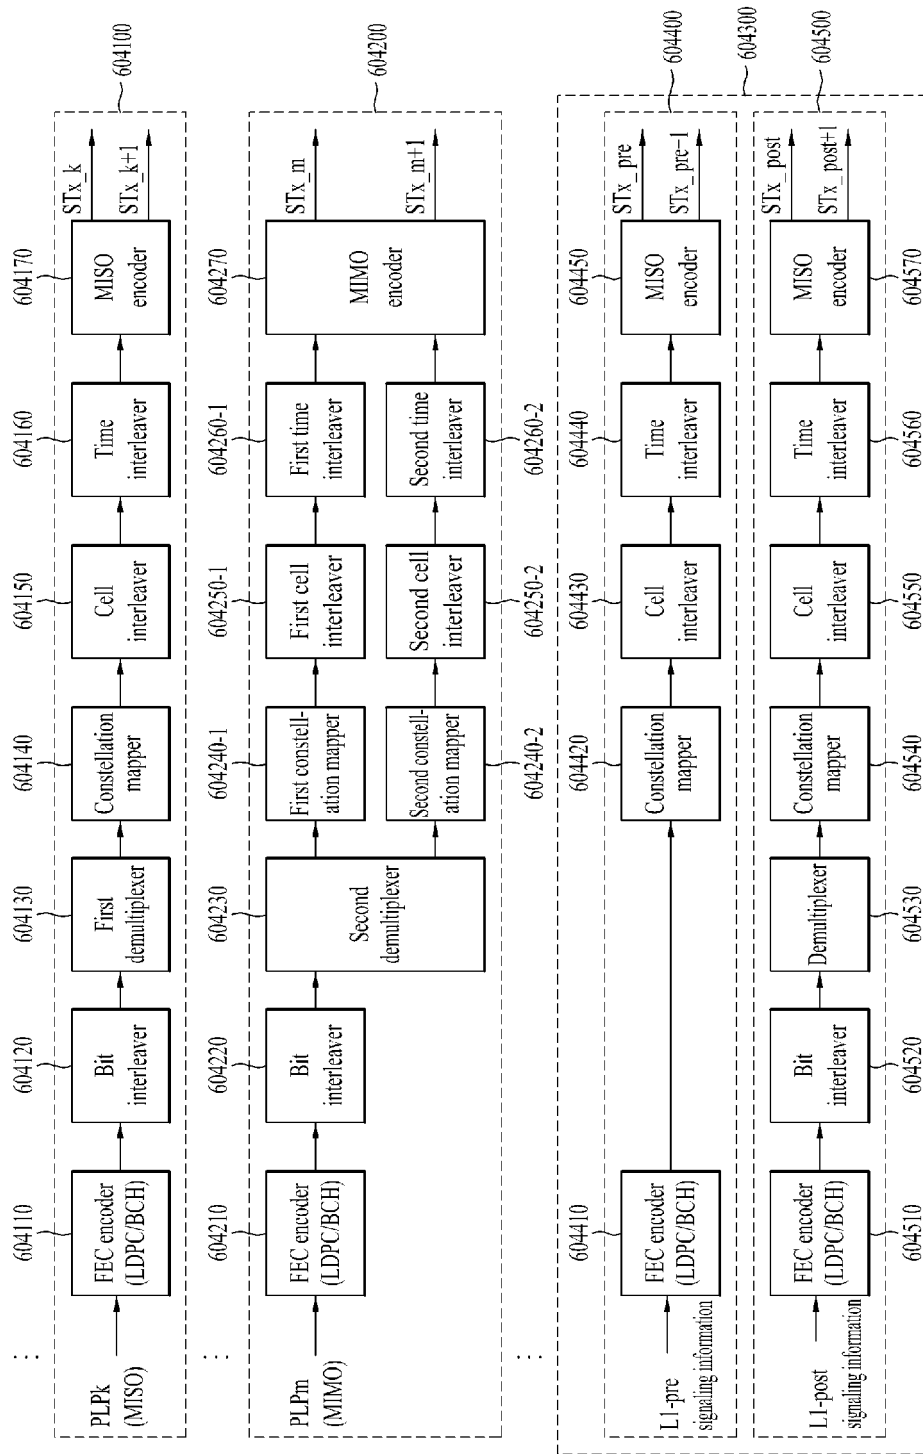 604110
604120
604130
604140
604150
604160
604170
⋮
PLPk
(MISO)
FEC encoder
(LDPC/BCH)
Bit
interleaver
First
demultiplexer
Constellation
mapper
Cell
interleaver
Time
interleaver
MISO
encoder
STx_k
STx_k+1
604100
604210
604220
604230
604240-1
604250-1
604260-1
604270
⋮
PLPm
(MIMO)
FEC encoder
(LDPC/BCH)
Bit
interleaver
Second
demultiplexer
First constell-
ation mapper
First cell
interleaver
First time
interleaver
MIMO
encoder
STx_m
STx_m+1
604200
Second constell-
ation mapper
Second cell
interleaver
Second time
interleaver
604240-2
604250-2
604260-2
⋮
604410
604420
604430
604440
604450
L1-pre
signaling information
FEC encoder
(LDPC/BCH)
Constellation
mapper
Cell
interleaver
Time
interleaver
MISO
encoder
STx_pre
STx_pre-1
604400
604300
L1-post
signaling information
FEC encoder
(LDPC/BCH)
Bit
interleaver
Demultiplexer
Constellation
mapper
Cell
interleaver
Time
interleaver
MISO
encoder
STx_post
STx_post+1
604500
604510
604520
604530
604540
604550
604560
604570